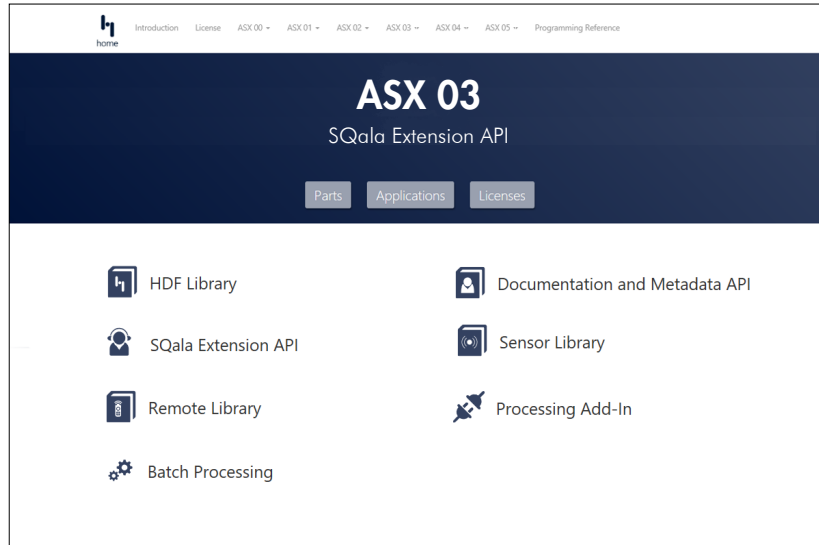 home
Introduction License ASX 00 ASX 01 ASX 02 ASX 03 ASX 04 ASX 05 Programming Reference
ASX 03
SQala Extension API
Parts Applications Licenses
HDF Library
Documentation and Metadata API
SQala Extension API
Sensor Library
Remote Library
Processing Add-In
Batch Processing